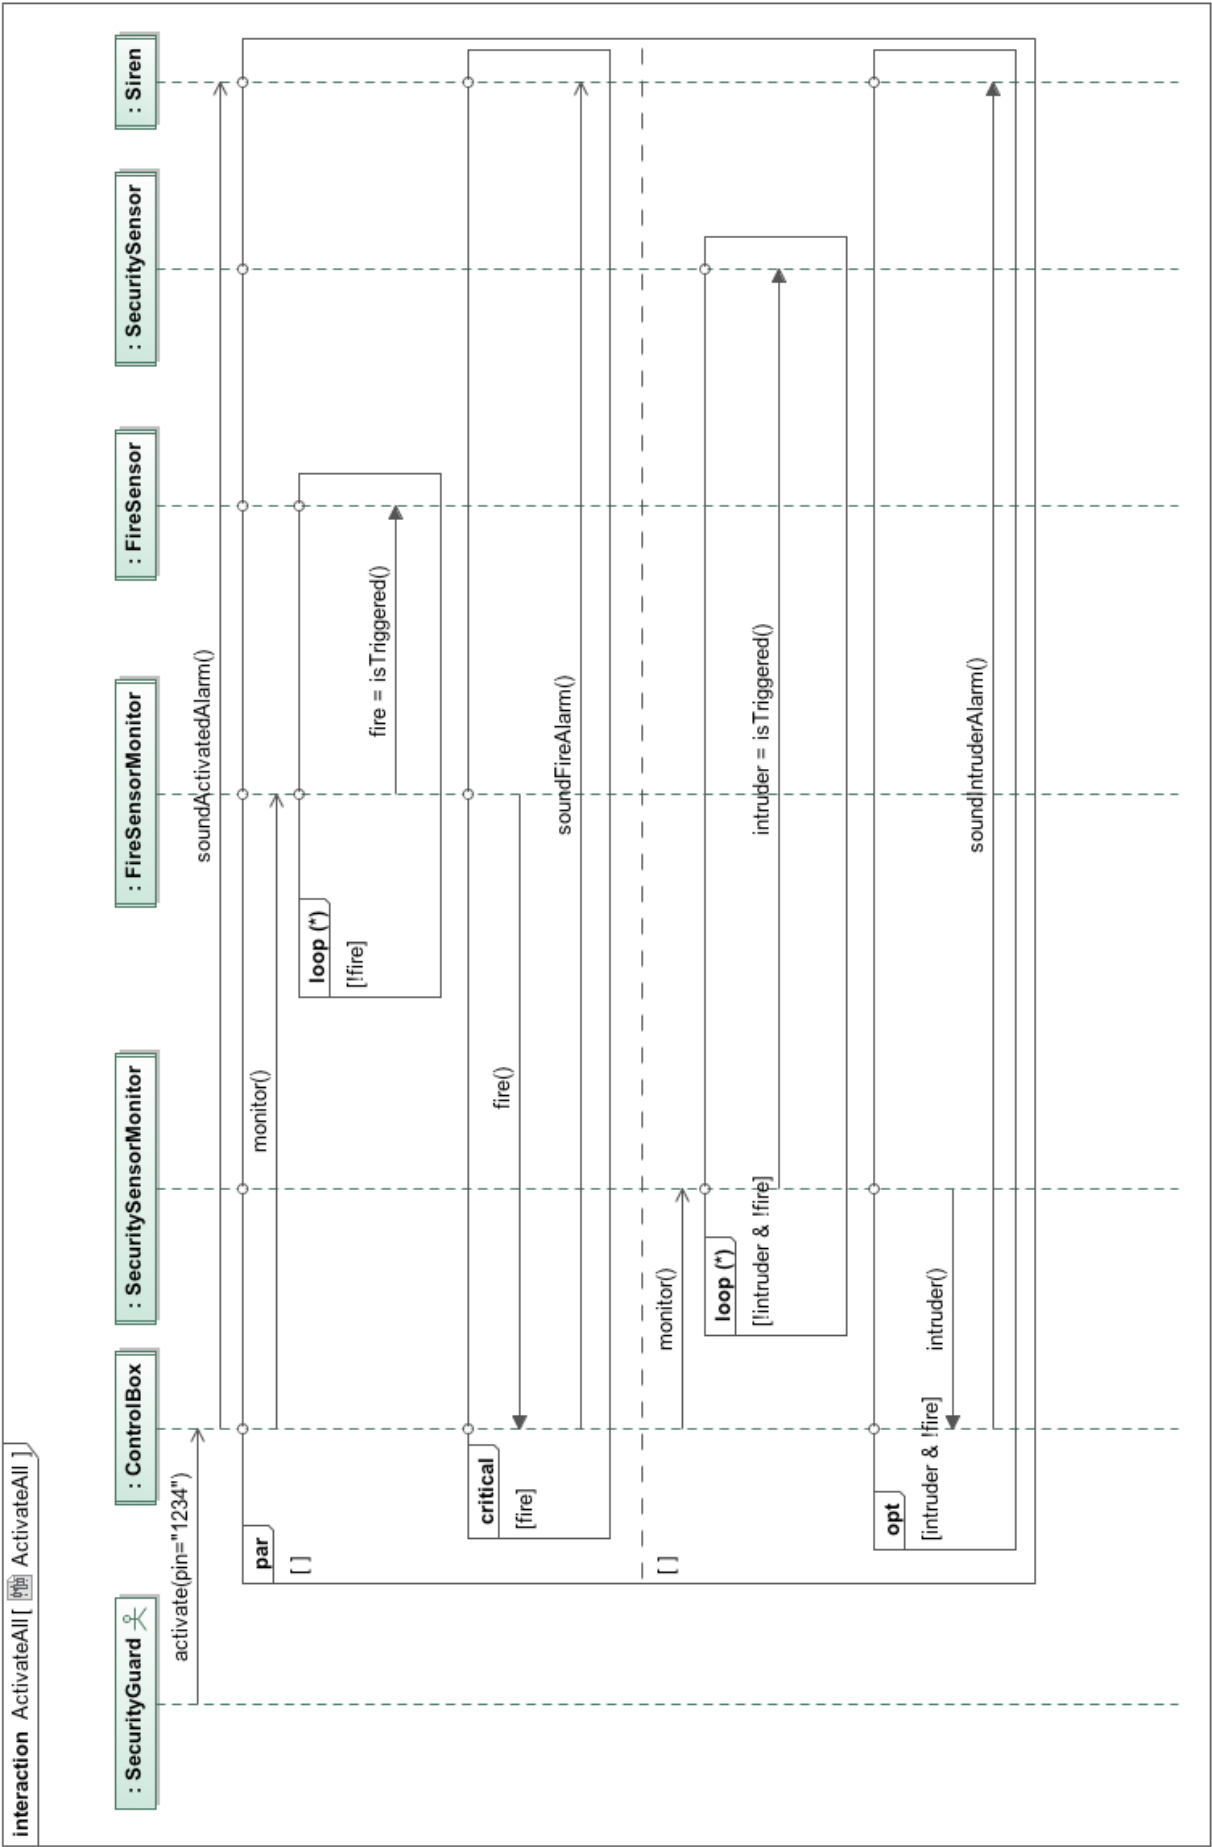 interaction ActivateAll [ ActivateAll ]
: SecurityGuard
: ControlBox
: SecuritySensorMonitor
: FireSensorMonitor
: FireSensor
: SecuritySensor
: Siren
activate(pin="1234")
soundActivatedAlarm()
par
[ ]
monitor()
loop (*)
[!fire]
fire = isTriggered()
critical
[fire]
fire()
soundFireAlarm()
[ ]
monitor()
loop (*)
[!intruder & !fire]
intruder = isTriggered()
opt
[intruder & !fire]
intruder()
soundIntruderAlarm()